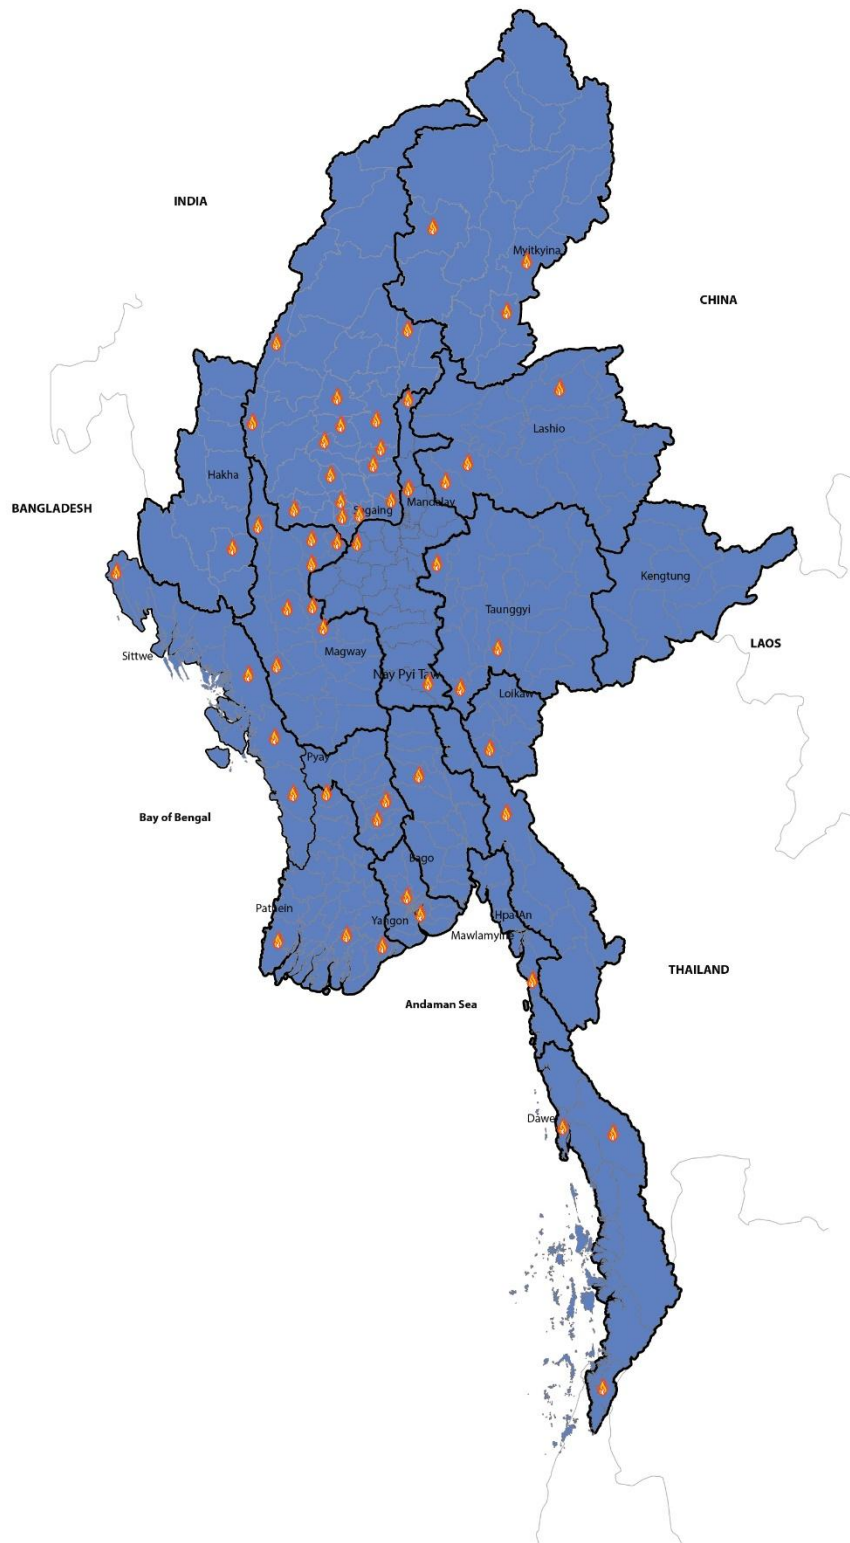 INDIA
Myitkyina
CHINA
Lashio
Hakha
Mandalay
BANGLADESH
Sagaing
Kengtung
Taunggyi
LAOS
Magway
Sittwe
Nay Pyi Taw
Loikaw
Pyay
Bay of Bengal
Bago
Pathein
Hpa-An
Yangon
Mawlamyine
THAILAND
Andaman Sea
Dawei